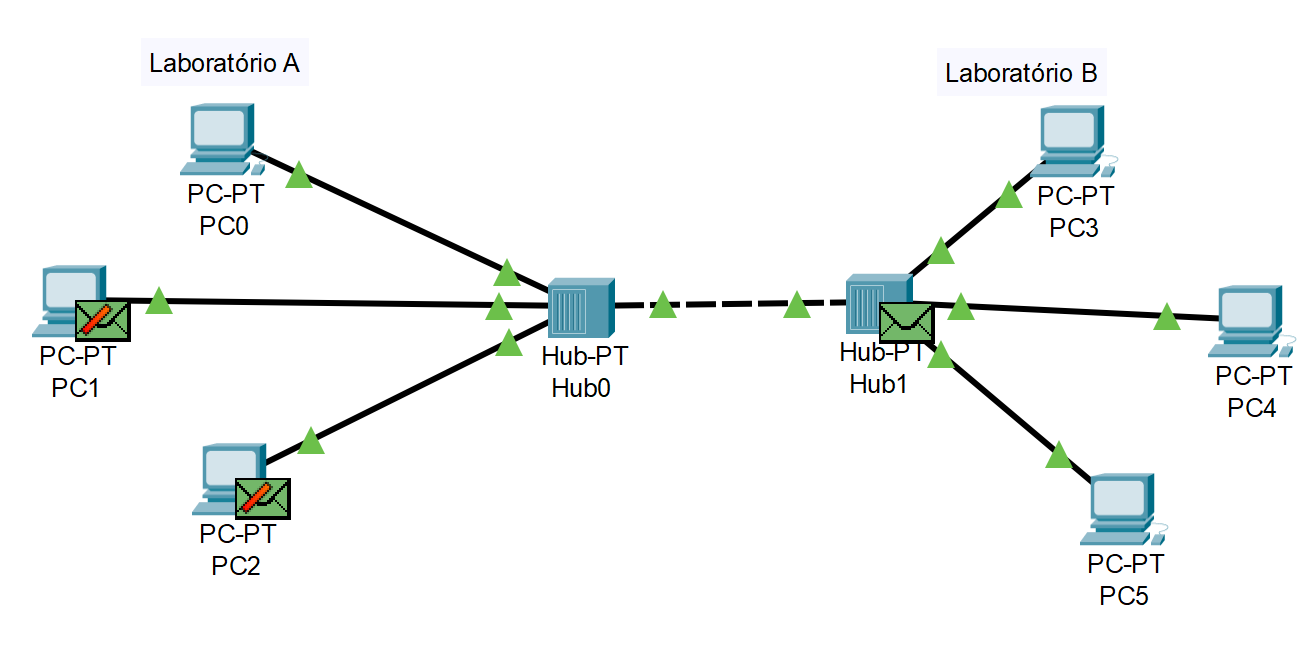 Laboratório A
Laboratório B
PC-PT
PC0
PC-PT
PC3
PC-PT
PC1
Hub-PT
Hub0
Hub-PT
Hub1
PC-PT
PC4
PC-PT
PC2
PC-PT
PC5